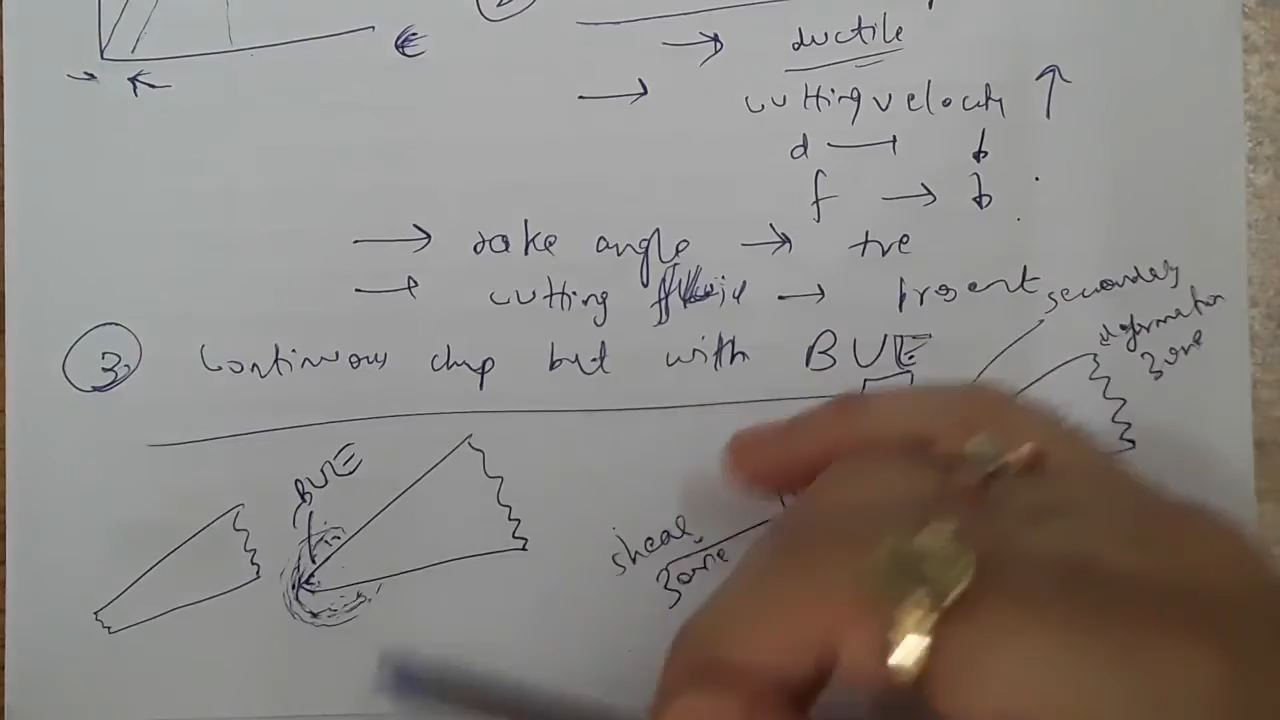 2
ϵ
→ ductile
→ cutting velocity ↑
d →
f →
→ rake angle → +ve
→ cutting fluid → present
secondary
deformation
zone
3. continuous chip but with BUE
BUE
shear
zone